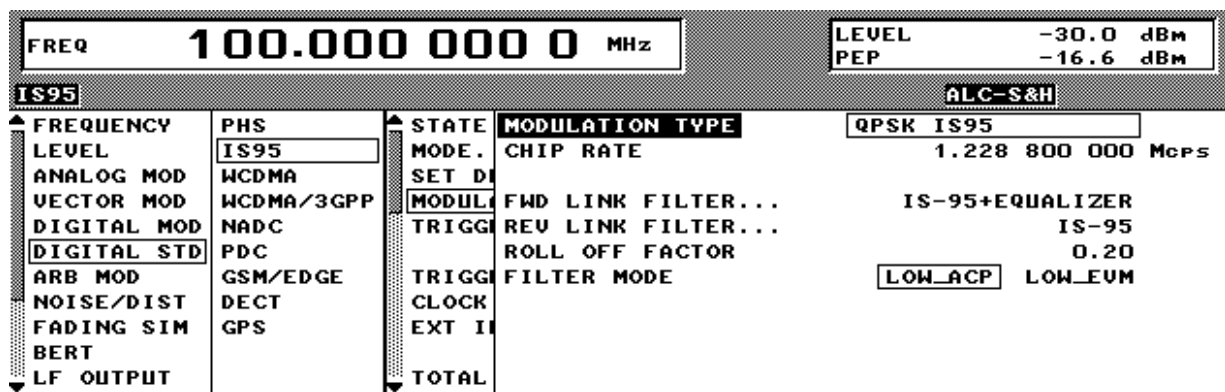 FREQ 100.000 000 0 MHz
LEVEL -30.0 dBm
PEP -16.6 dBm
IS95
ALC-S&H
FREQUENCY
LEVEL
ANALOG MOD
VECTOR MOD
DIGITAL MOD
DIGITAL STD
ARB MOD
NOISE/DIST
FADING SIM
BERT
LF OUTPUT
PHS
IS95
WCDMA
WCDMA/3GPP
NADC
PDC
GSM/EDGE
DECT
GPS
STATE
MODE.
SET
MODULA
TRIGG
TRIGG
CLOCK
EXT
TOTAL
MODULATION TYPE QPSK IS95
CHIP RATE 1.228 800 000 Mcps
FWD LINK FILTER... IS-95+EQUALIZER
REV LINK FILTER... IS-95
ROLL OFF FACTOR 0.20
FILTER MODE LOW_ACP LOW_EVM